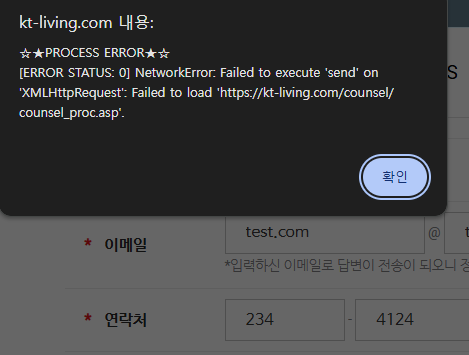 kt-living.com 내용:
☆★PROCESS ERROR★☆
[ERROR STATUS: 0] NetworkError: Failed to execute 'send' on
'XMLHttpRequest': Failed to load 'https://kt-living.com/counsel/
counsel_proc.asp'.
확인
S
* 이메일 test.com @ t
*입력하신 이메일로 답변이 전송이 되오니 정
* 연락처 234 - 4124